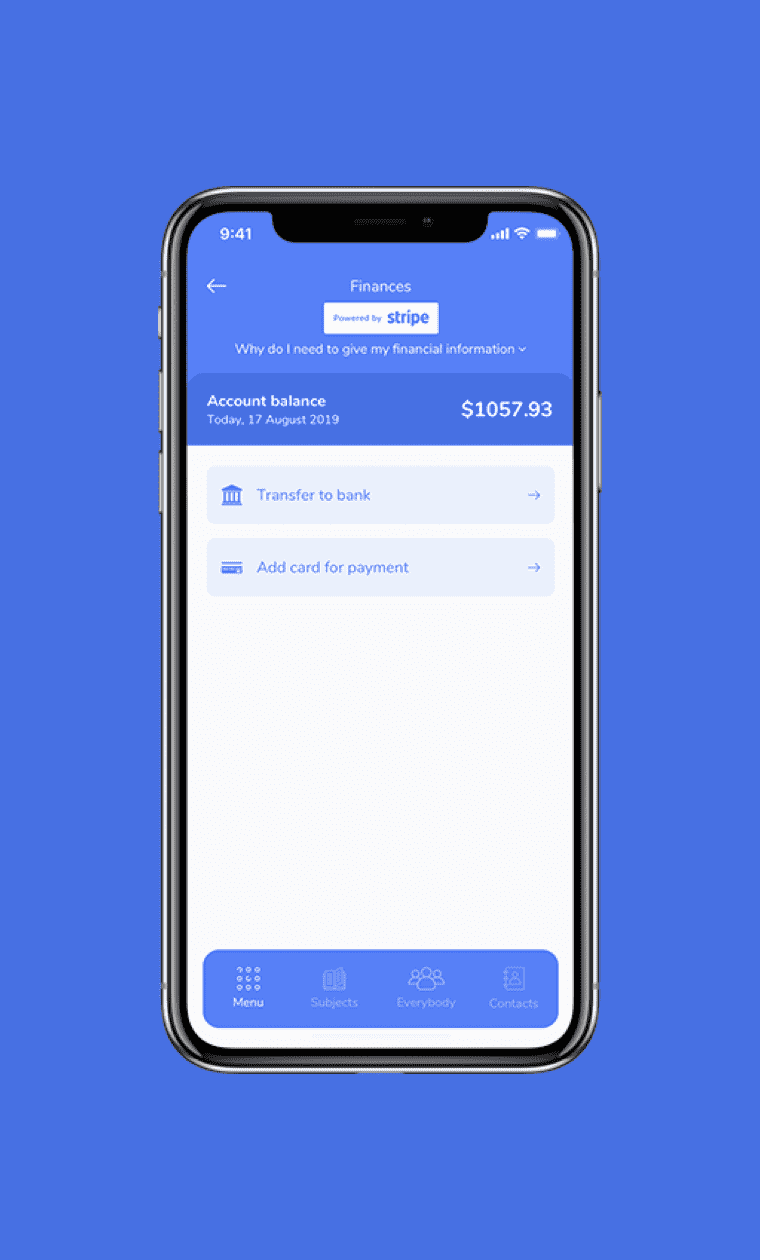 9:41
Finances
Powered by stripe
Why do I need to give my financial information
Account balance
Today, 17 August 2019
$1057.93
Transfer to bank
Add card for payment
Menu
Subjects
Everybody
Contacts